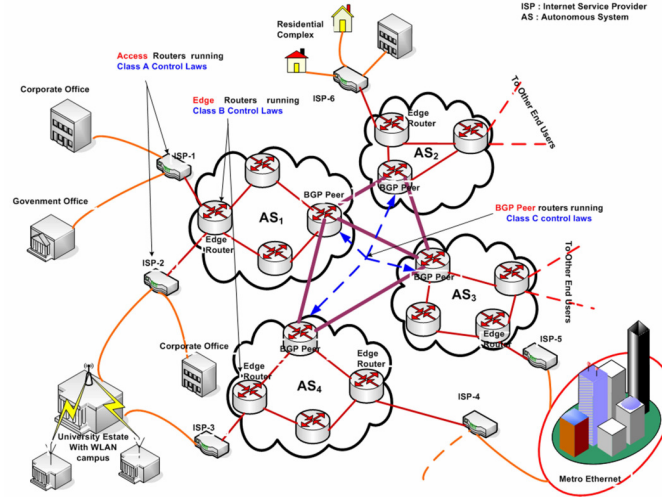 ISP : Internet Service Provider
AS : Autonomous System
Residential
Complex
Access Routers running
Class A Control Laws
Corporate Office
Edge Routers running
Class B Control Laws
ISP-6
Edge
Router
To Other End Users
AS2
BGP Peer
ISP-1
BGP Peer
AS1
BGP Peer routers running
Class C control laws
Govenment Office
Edge
Router
ISP-2
BGP Peer
AS3
To Other End Users
Edge
Router
ISP-5
BGP Peer
Corporate Office
Edge
Router
Edge
Router
AS4
ISP-4
ISP-3
University Estate
With WLAN
campus
Metro Ethernet